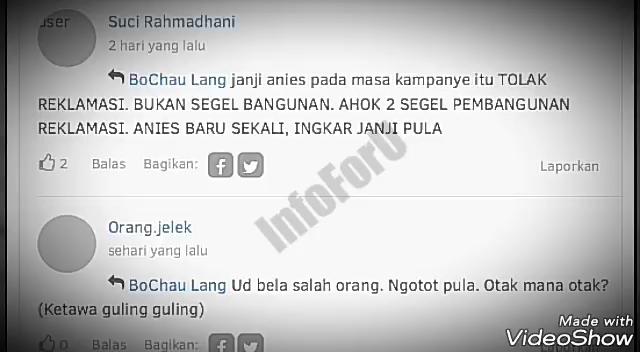 user
Suci Rahmadhani
2 hari yang lalu
BoChau Lang janji anies pada masa kampanye itu TOLAK
REKLAMASI. BUKAN SEGEL BANGUNAN. AHOK 2 SEGEL PEMBANGUNAN
REKLAMASI. ANIES BARU SEKALI, INGKAR JANJI PULA
2 Balas Bagikan: Laporkan
InfoForU
Orang.jelek
sehari yang lalu
BoChau Lang Ud bela salah orang. Ngotot pula. Otak mana otak?
(Ketawa guling guling)
0 Balas Bagikan: Laporkan
Made with
VideoShow